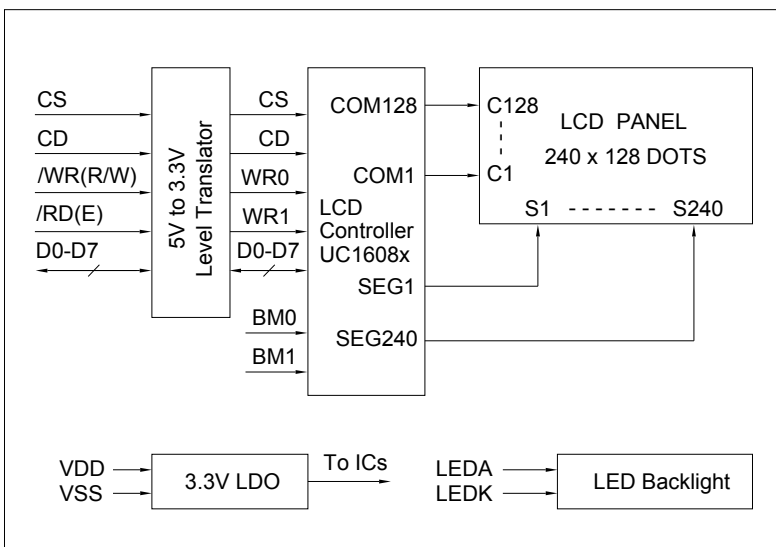 CS
CD
/WR(R/W)
/RD(E)
D0-D7
5V to 3.3V
Level Translator
CS
CD
WR0
WR1
D0-D7
BM0
BM1
COM128
COM1
LCD
Controller
UC1608x
SEG1
SEG240
C128
C1
LCD PANEL
240 x 128 DOTS
S1
S240
VDD
VSS
3.3V LDO
To ICs
LEDA
LEDK
LED Backlight